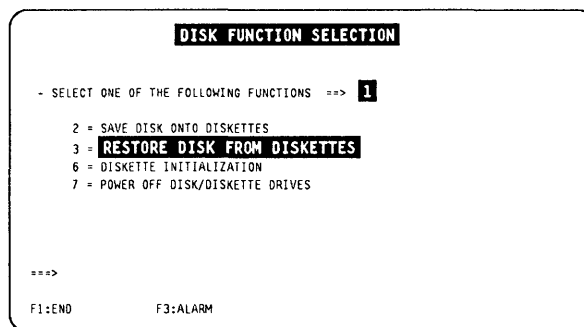 DISK FUNCTION SELECTION
- SELECT ONE OF THE FOLLOWING FUNCTIONS ==> 1
2 = SAVE DISK ONTO DISKETTES
3 = RESTORE DISK FROM DISKETTES
6 = DISKETTE INITIALIZATION
7 = POWER OFF DISK/DISKETTE DRIVES
===>
F1:END F3:ALARM